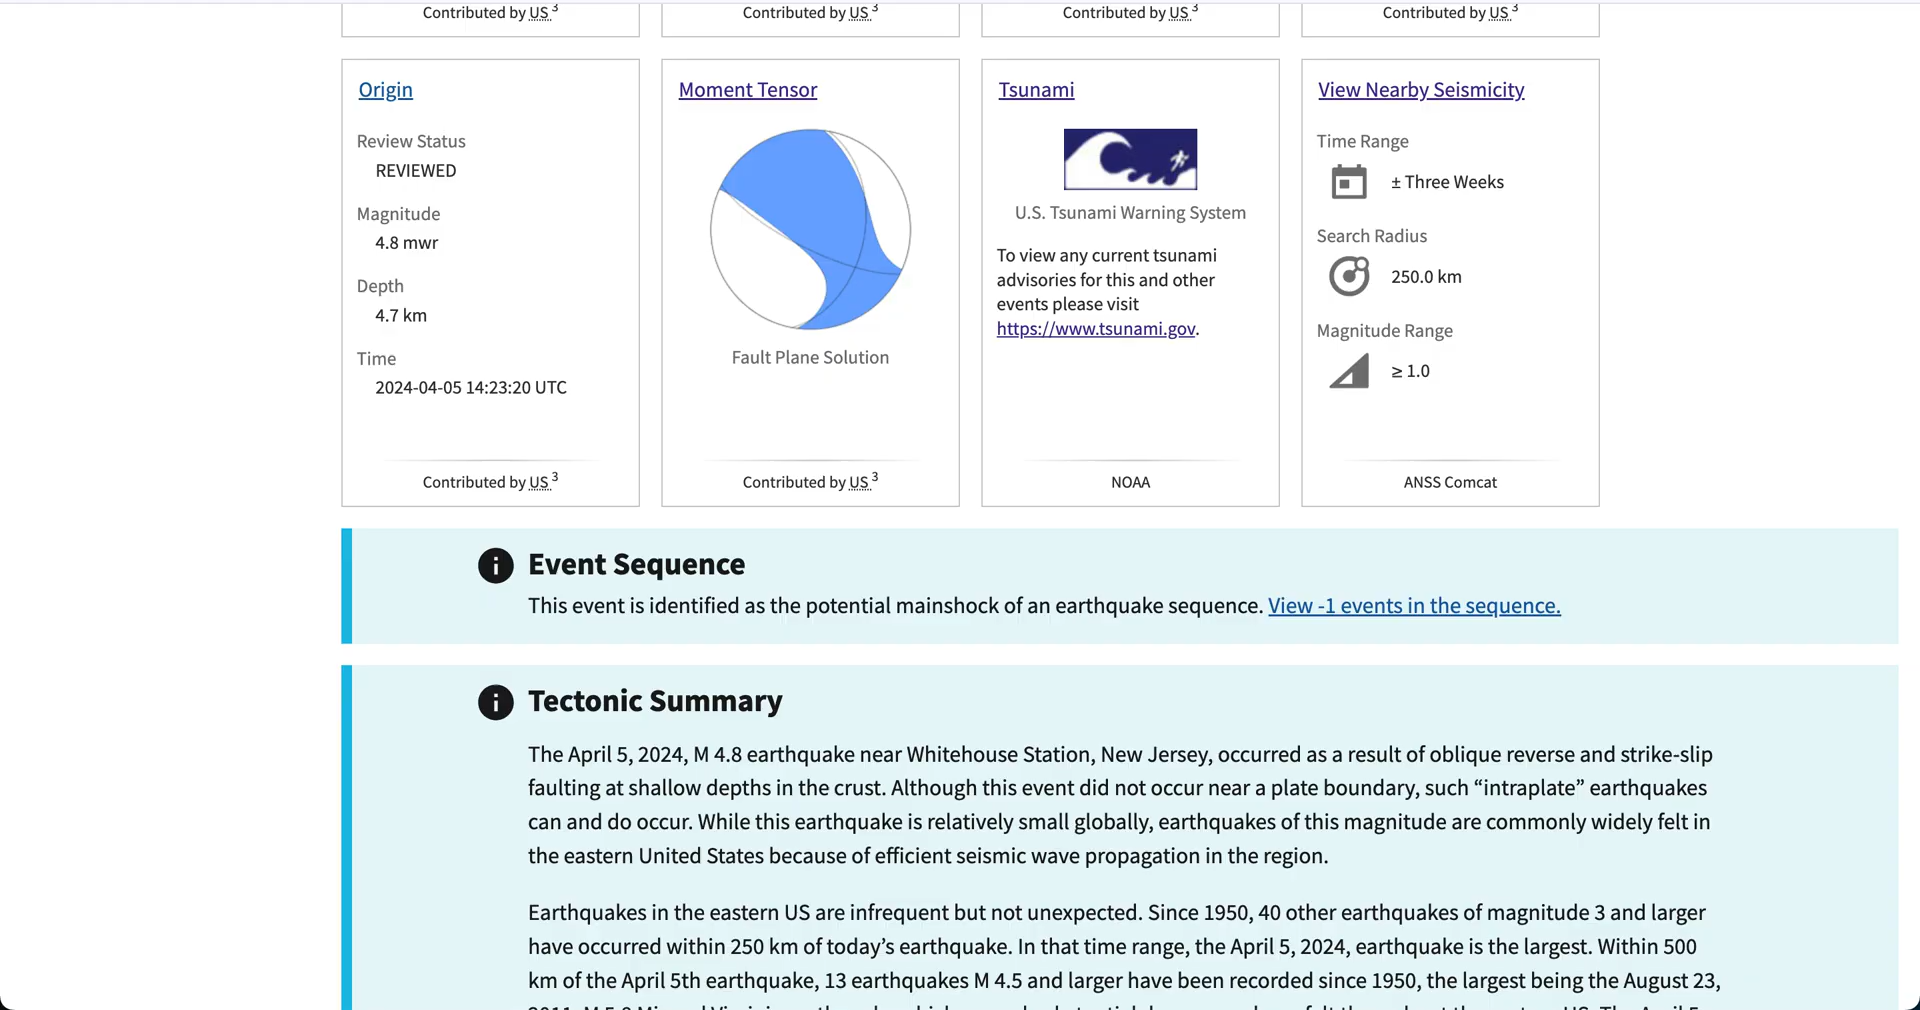 Contributed by US 3
Contributed by US 3
Contributed by US 3
Contributed by US 3
Origin
Review Status
REVIEWED
Magnitude
4.8 mwr
Depth
4.7 km
Time
2024-04-05 14:23:20 UTC
Contributed by US 3
Moment Tensor
Fault Plane Solution
Contributed by US 3
Tsunami
U.S. Tsunami Warning System
To view any current tsunami
advisories for this and other
events please visit
https://www.tsunami.gov.
NOAA
View Nearby Seismicity
Time Range
± Three Weeks
Search Radius
250.0 km
Magnitude Range
≥ 1.0
ANSS Comcat
Event Sequence
This event is identified as the potential mainshock of an earthquake sequence. View -1 events in the sequence.
Tectonic Summary
The April 5, 2024, M 4.8 earthquake near Whitehouse Station, New Jersey, occurred as a result of oblique reverse and strike-slip
faulting at shallow depths in the crust. Although this event did not occur near a plate boundary, such “intraplate” earthquakes
can and do occur. While this earthquake is relatively small globally, earthquakes of this magnitude are commonly widely felt in
the eastern United States because of efficient seismic wave propagation in the region.
Earthquakes in the eastern US are infrequent but not unexpected. Since 1950, 40 other earthquakes of magnitude 3 and larger
have occurred within 250 km of today’s earthquake. In that time range, the April 5, 2024, earthquake is the largest. Within 500
km of the April 5th earthquake, 13 earthquakes M 4.5 and larger have been recorded since 1950, the largest being the August 23,